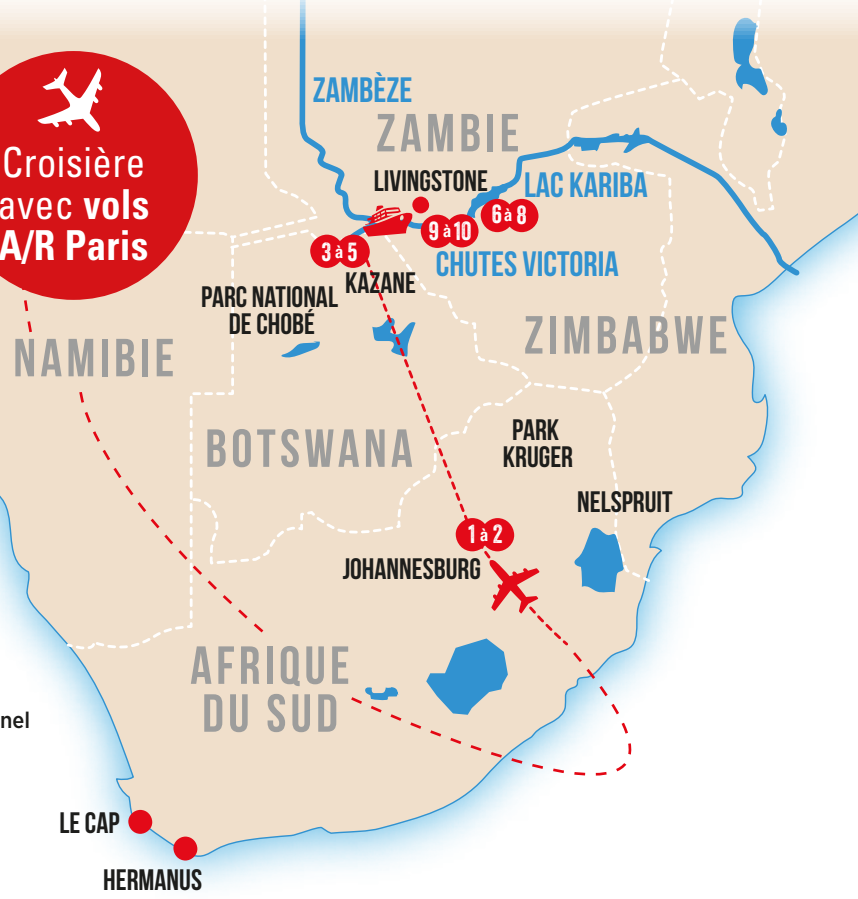 Croisière
avec vols
A/R Paris
ZAMBÈZE
ZAMBIE
LIVINGSTONE
LAC KARIBA
6 à 8
9 à 10
3 à 5
CHUTES VICTORIA
KAZANE
PARC NATIONAL
DE CHOBÉ
ZIMBABWE
NAMIBIE
BOTSWANA
PARK
KRUGER
NELSPRUIT
1 à 2
JOHANNESBURG
AFRIQUE
DU SUD
nel
LE CAP
HERMANUS